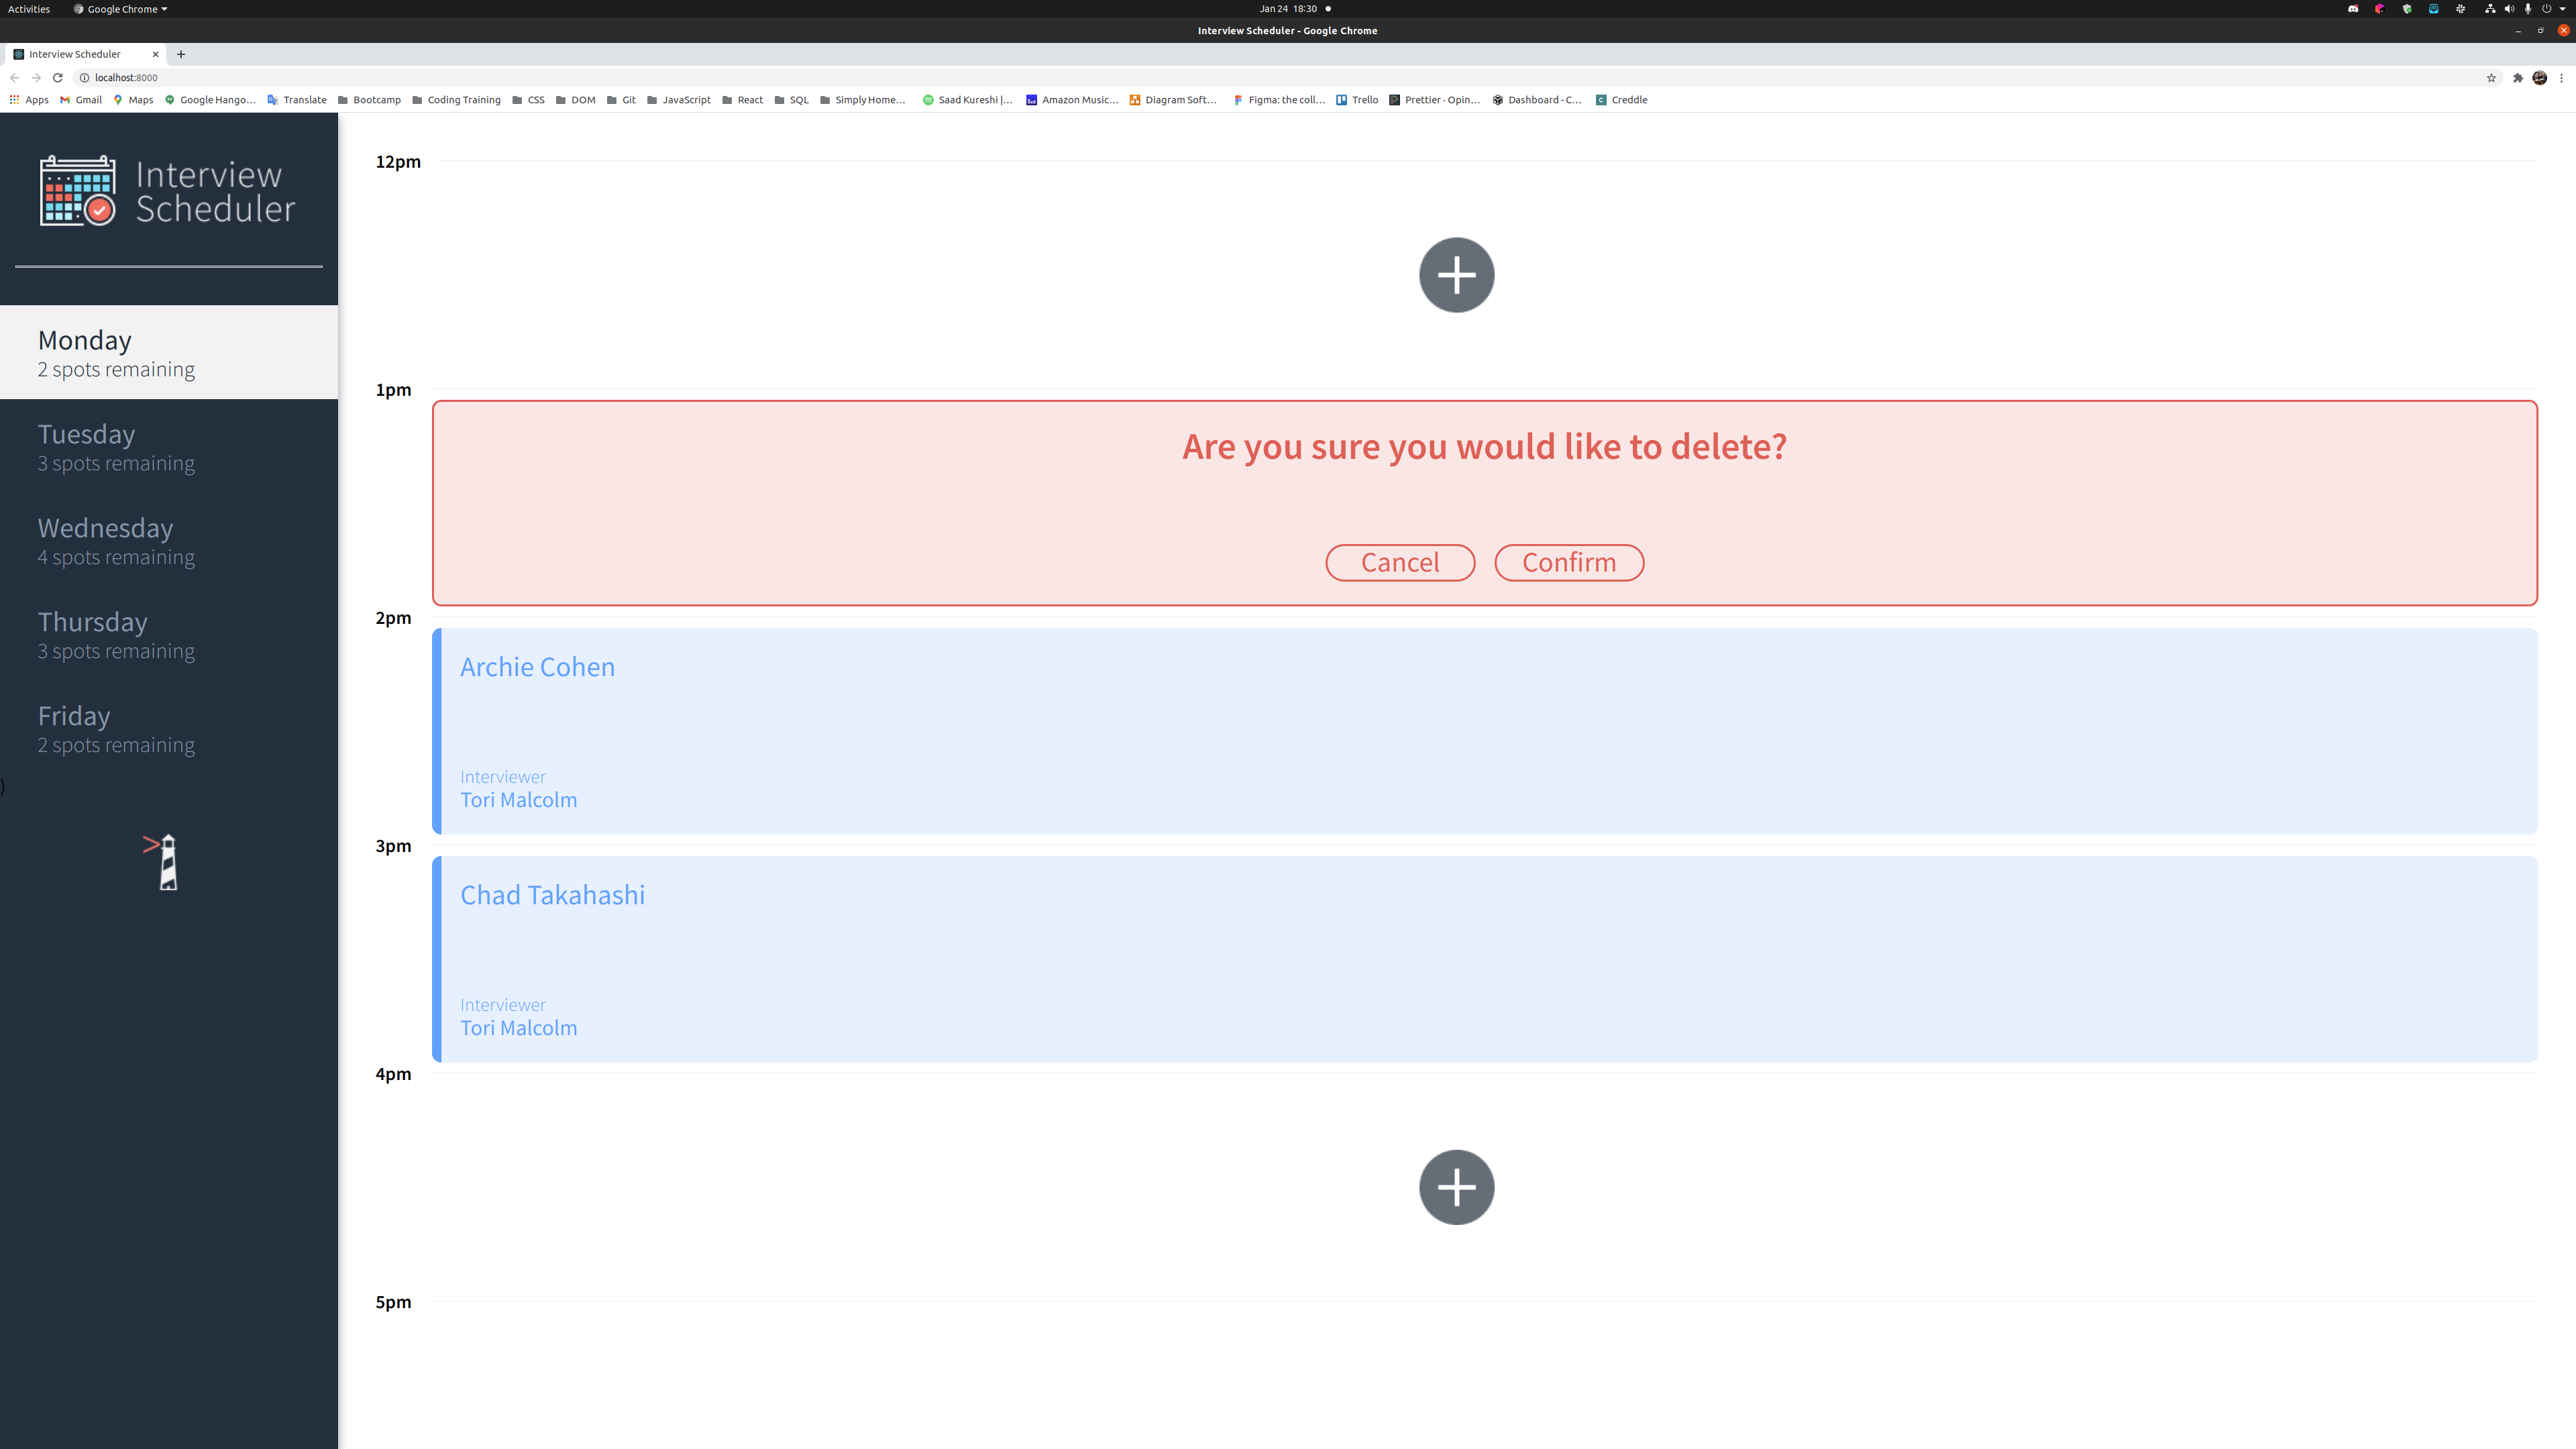 Activities Google Chrome Jan 24 18:30
Interview Scheduler - Google Chrome
Interview Scheduler
localhost:8000
Apps Gmail Maps Google Hango... Translate Bootcamp Coding Training CSS DOM Git JavaScript React SQL Simply Home... Saad Kureshi |... Amazon Music... Diagram Soft... Figma: the coll... Trello Prettier · Opin... Dashboard - C... Creddle
Interview
Scheduler
Monday
2 spots remaining
Tuesday
3 spots remaining
Wednesday
4 spots remaining
Thursday
3 spots remaining
Friday
2 spots remaining
)
>
12pm
1pm
Are you sure you would like to delete?
Cancel Confirm
2pm
Archie Cohen
Interviewer
Tori Malcolm
3pm
Chad Takahashi
Interviewer
Tori Malcolm
4pm
5pm